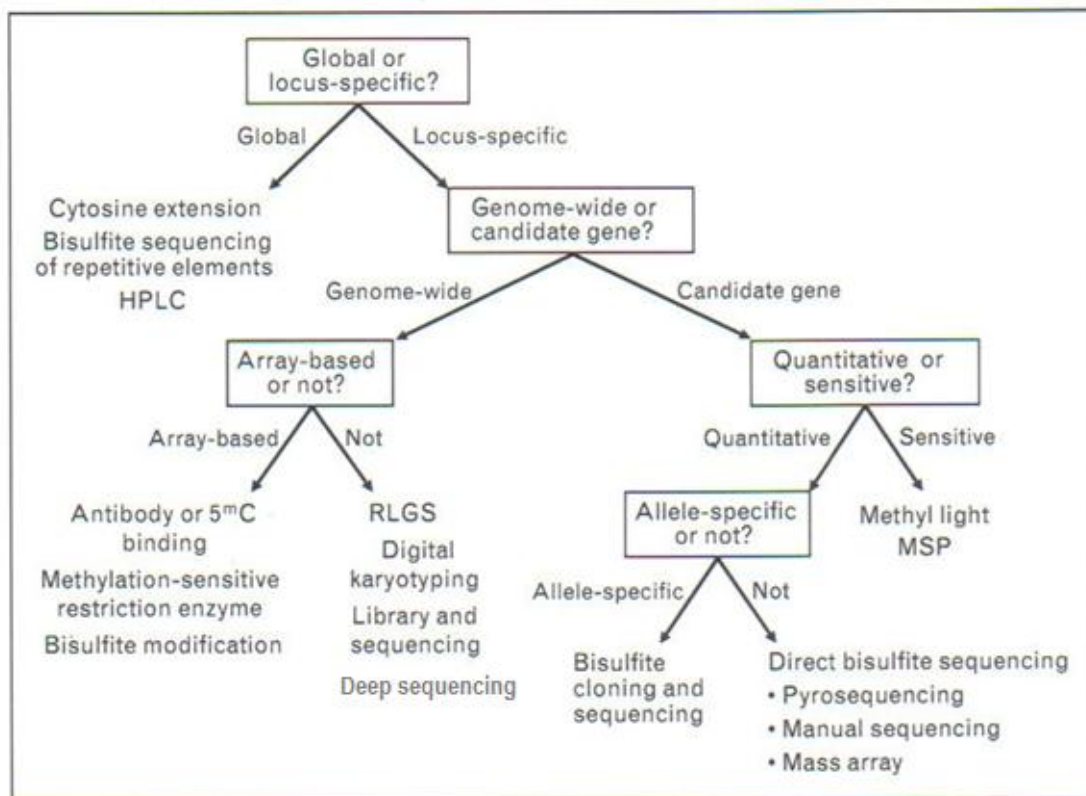 Global or
locus-specific?
Global
Locus-specific
Cytosine extension
Bisulfite sequencing
of repetitive elements
HPLC
Genome-wide or
candidate gene?
Genome-wide
Candidate gene
Array-based
or not?
Quantitative or
sensitive?
Array-based
Not
Quantitative
Sensitive
Antibody or 5ᵐC
binding
Methylation-sensitive
restriction enzyme
Bisulfite modification
RLGS
Digital
karyotyping
Library and
sequencing
Deep sequencing
Allele-specific
or not?
Methyl light
MSP
Allele-specific
Not
Bisulfite
cloning and
sequencing
Direct bisulfite sequencing
• Pyrosequencing
• Manual sequencing
• Mass array